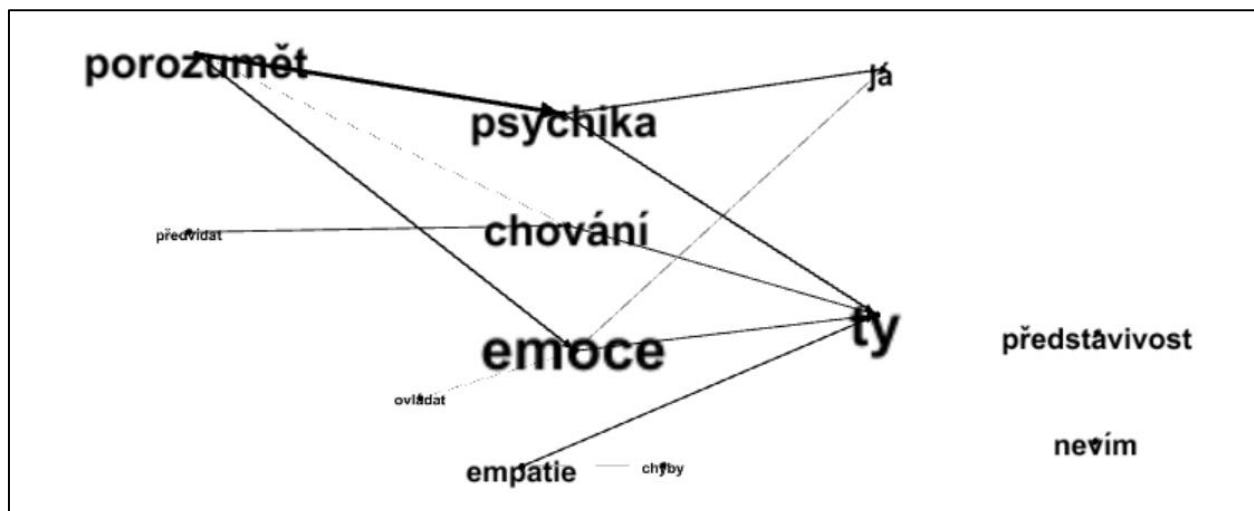 porozumět
já
psychika
chování
předvídat
ty
představivost
emoce
ovládat
nevím
empatie
chyby